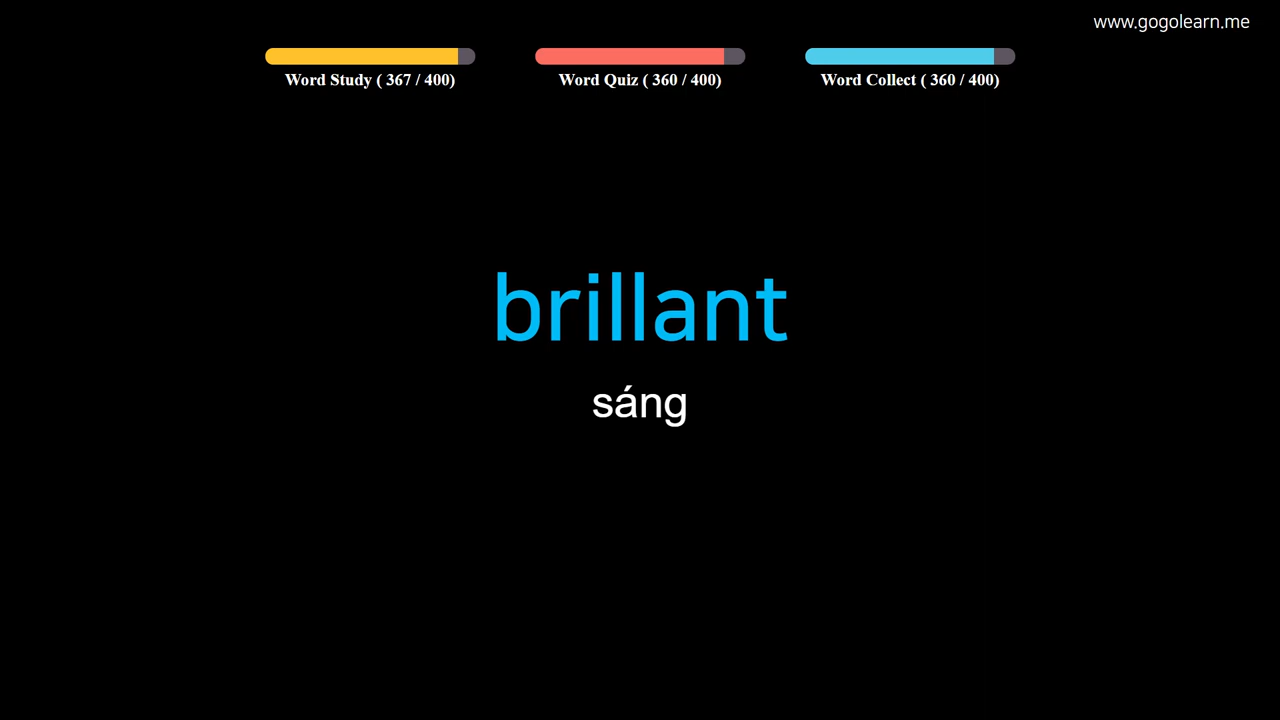 www.gogolearn.me
Word Study ( 367 / 400)
Word Quiz ( 360 / 400)
Word Collect ( 360 / 400)
brillant
sáng